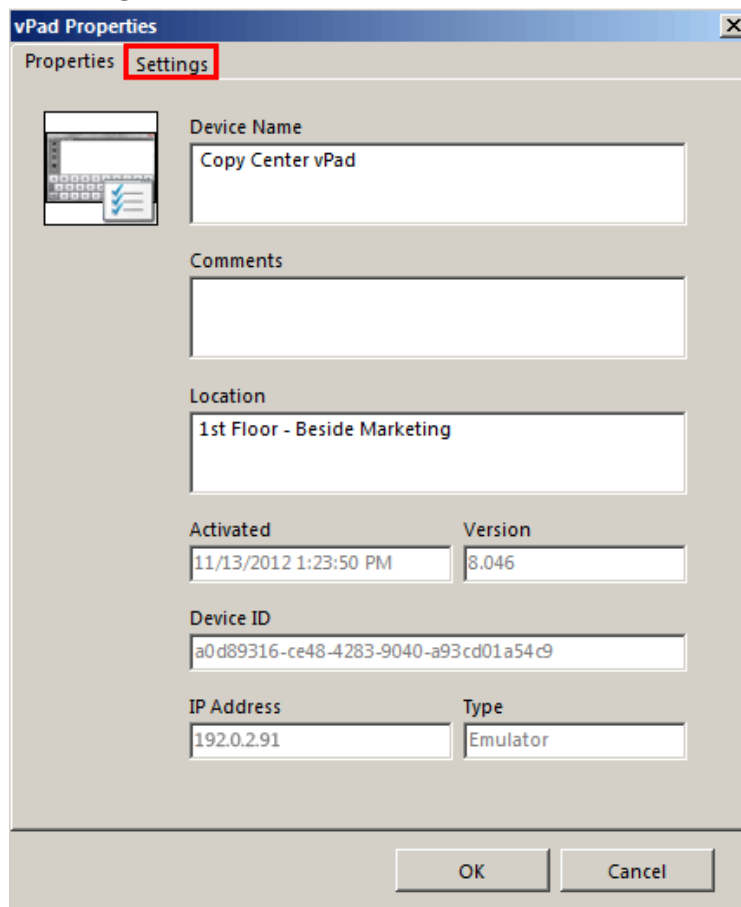 vPad Properties
Properties Settings
Device Name
Copy Center vPad
Comments
Location
1st Floor - Beside Marketing
Activated Version
11/13/2012 1:23:50 PM 8.046
Device ID
a0d89316-ce48-4283-9040-a93cd01a54c9
IP Address Type
192.0.2.91 Emulator
OK Cancel